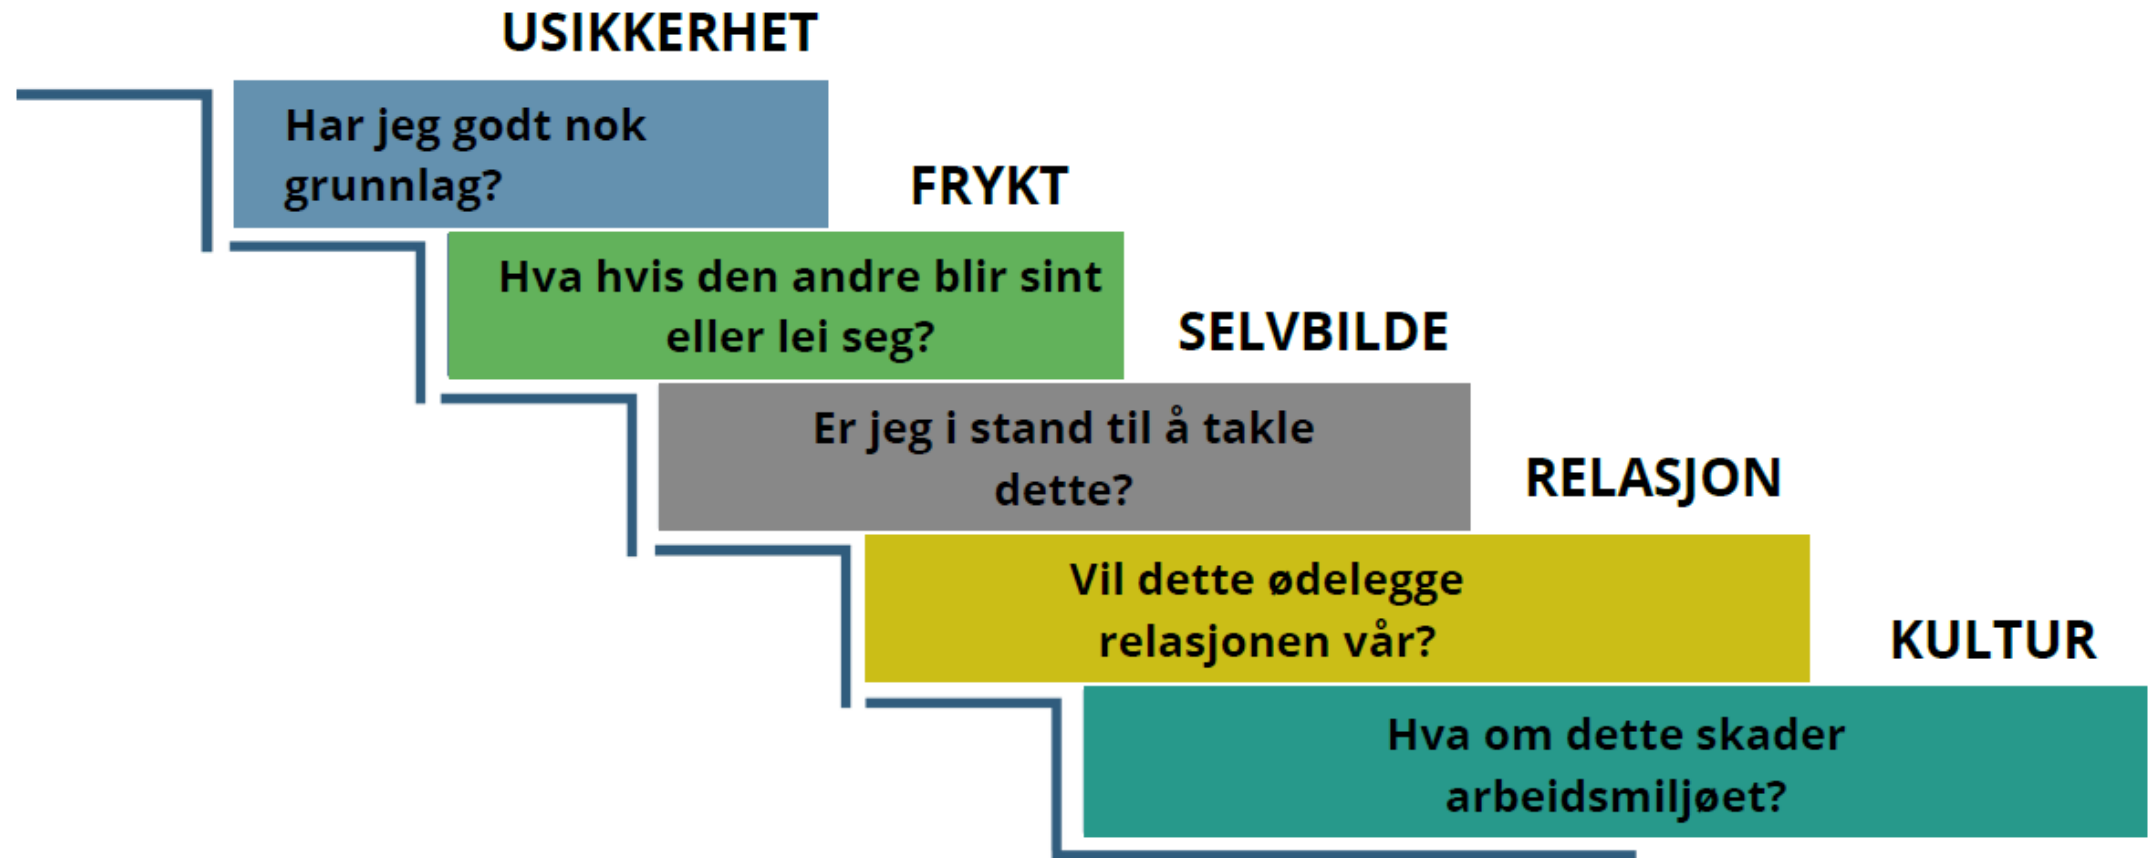 USIKKERHET
Har jeg godt nok
grunnlag?
FRYKT
Hva hvis den andre blir sint
eller lei seg?
SELVBILDE
Er jeg i stand til å takle
dette?
RELASJON
Vil dette ødelegge
relasjonen vår?
KULTUR
Hva om dette skader
arbeidsmiljøet?